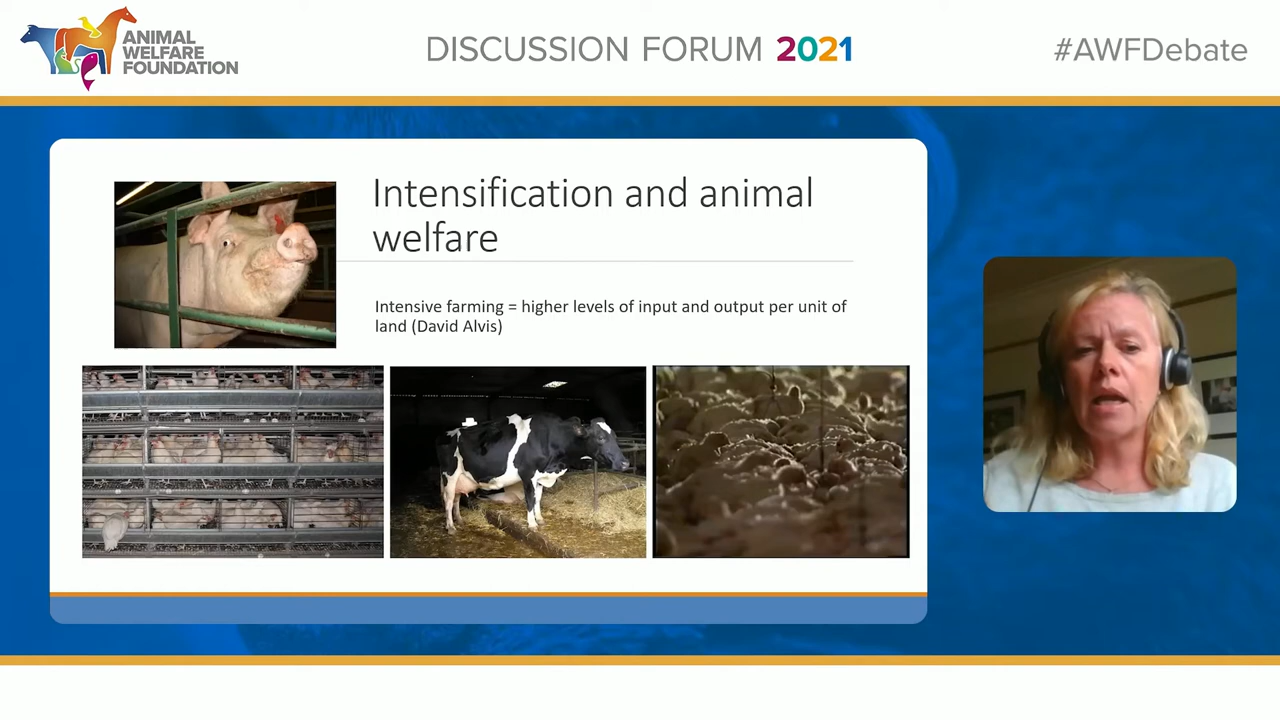 ANIMAL
WELFARE
FOUNDATION
DISCUSSION FORUM 2021
#AWFDebate
Intensification and animal
welfare
Intensive farming = higher levels of input and output per unit of
land (David Alvis)